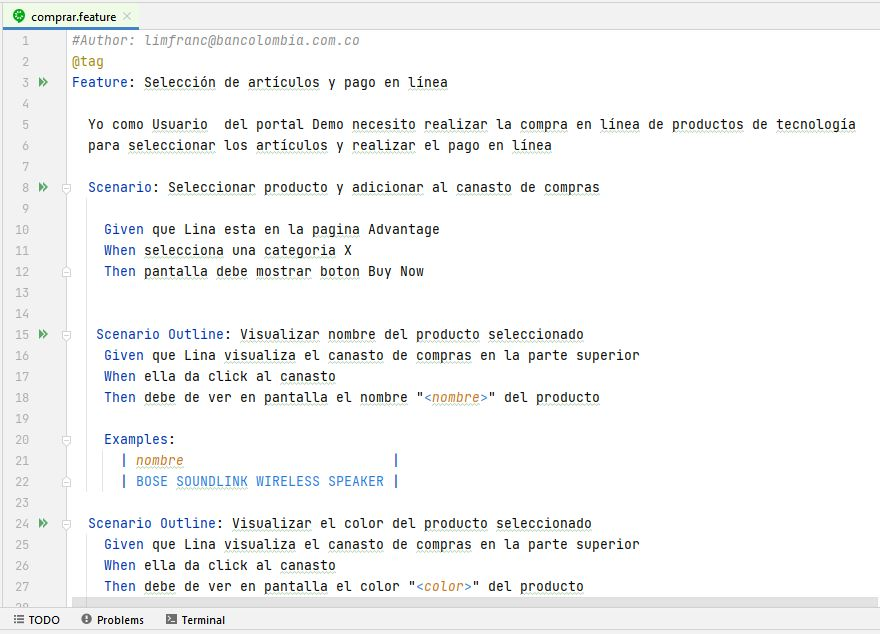 comprar.feature
1 #Author: limfranc@bancolombia.com.co
2 @tag
3 Feature: Selección de artículos y pago en línea
4
5 Yo como Usuario  del portal Demo necesito realizar la compra en línea de productos de tecnología
6 para seleccionar los artículos y realizar el pago en línea
7
8 Scenario: Seleccionar producto y adicionar al canasto de compras
9
10 Given que Lina esta en la pagina Advantage
11 When selecciona una categoria X
12 Then pantalla debe mostrar boton Buy Now
13
14
15 Scenario Outline: Visualizar nombre del producto seleccionado
16 Given que Lina visualiza el canasto de compras en la parte superior
17 When ella da click al canasto
18 Then debe de ver en pantalla el nombre "<nombre>" del producto
19
20 Examples:
21 | nombre |
22 | BOSE SOUNDLINK WIRELESS SPEAKER |
23
24 Scenario Outline: Visualizar el color del producto seleccionado
25 Given que Lina visualiza el canasto de compras en la parte superior
26 When ella da click al canasto
27 Then debe de ver en pantalla el color "<color>" del producto
28
TODO Problems Terminal